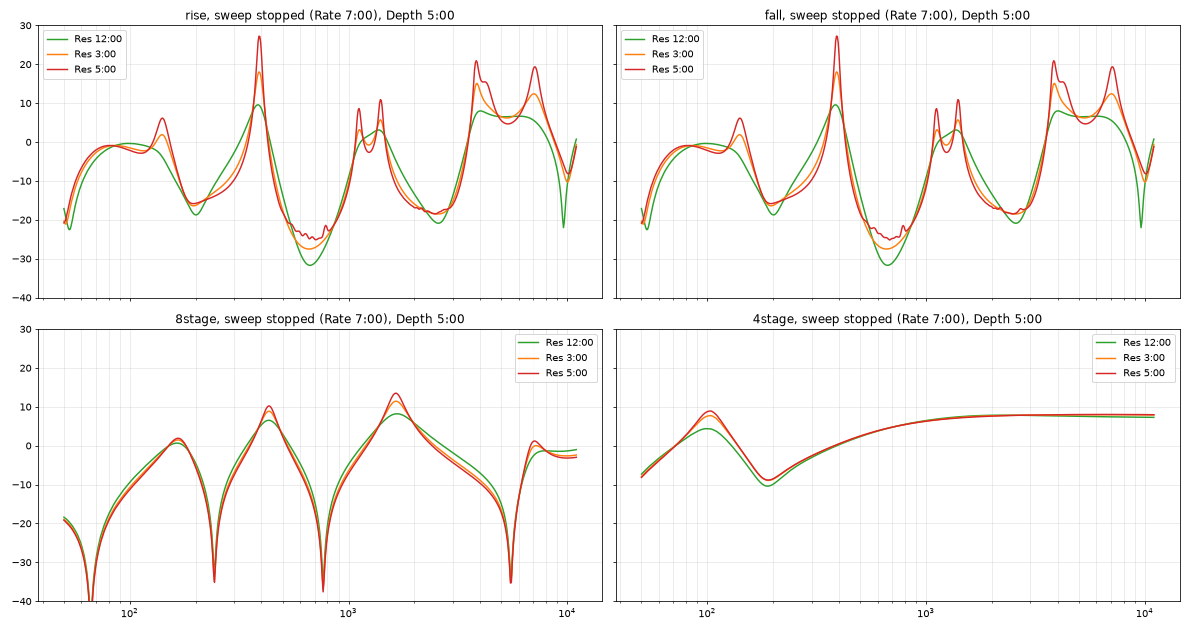 rise, sweep stopped (Rate 7:00), Depth 5:00
30
20
10
0
−10
−20
−30
−40
Res 12:00
Res 3:00
Res 5:00
fall, sweep stopped (Rate 7:00), Depth 5:00
Res 12:00
Res 3:00
Res 5:00
8stage, sweep stopped (Rate 7:00), Depth 5:00
30
20
10
0
−10
−20
−30
−40
Res 12:00
Res 3:00
Res 5:00
10² 10³ 10⁴
4stage, sweep stopped (Rate 7:00), Depth 5:00
Res 12:00
Res 3:00
Res 5:00
10² 10³ 10⁴